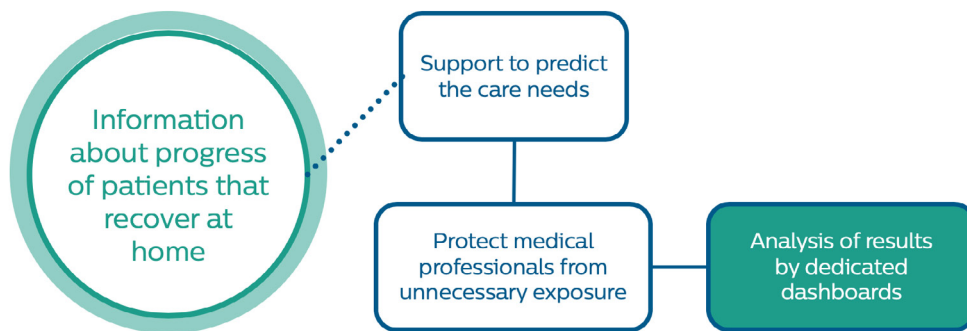 Information
about progress
of patients that
recover at
home
Support to predict
the care needs
Protect medical
professionals from
unnecessary exposure
Analysis of results
by dedicated
dashboards